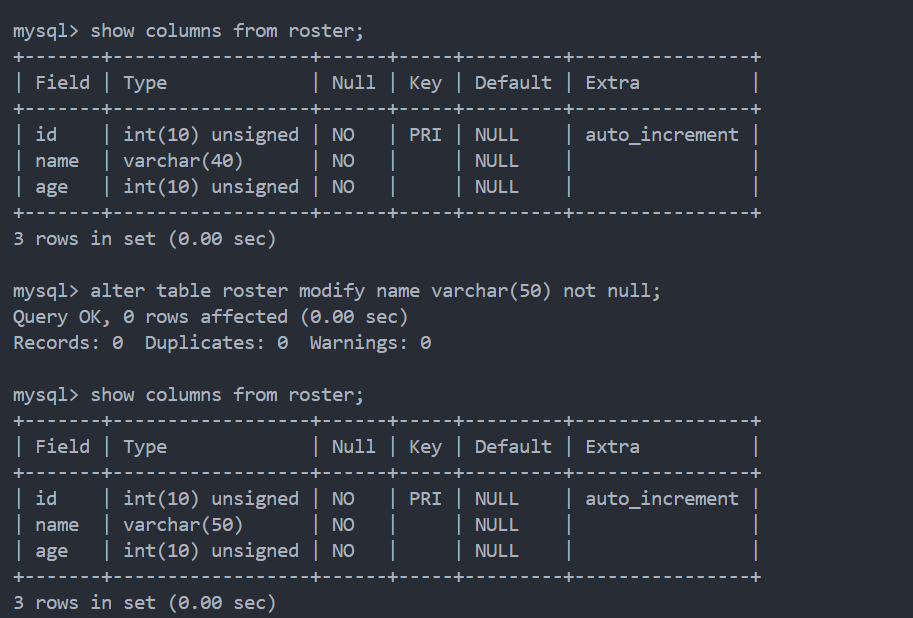 mysql> show columns from roster;
+-------+------------------+------+-----+---------+----------------+
| Field | Type             | Null | Key | Default | Extra          |
+-------+------------------+------+-----+---------+----------------+
| id    | int(10) unsigned | NO   | PRI | NULL    | auto_increment |
| name  | varchar(40)      | NO   |     | NULL    |                |
| age   | int(10) unsigned | NO   |     | NULL    |                |
+-------+------------------+------+-----+---------+----------------+
3 rows in set (0.00 sec)

mysql> alter table roster modify name varchar(50) not null;
Query OK, 0 rows affected (0.00 sec)
Records: 0  Duplicates: 0  Warnings: 0

mysql> show columns from roster;
+-------+------------------+------+-----+---------+----------------+
| Field | Type             | Null | Key | Default | Extra          |
+-------+------------------+------+-----+---------+----------------+
| id    | int(10) unsigned | NO   | PRI | NULL    | auto_increment |
| name  | varchar(50)      | NO   |     | NULL    |                |
| age   | int(10) unsigned | NO   |     | NULL    |                |
+-------+------------------+------+-----+---------+----------------+
3 rows in set (0.00 sec)